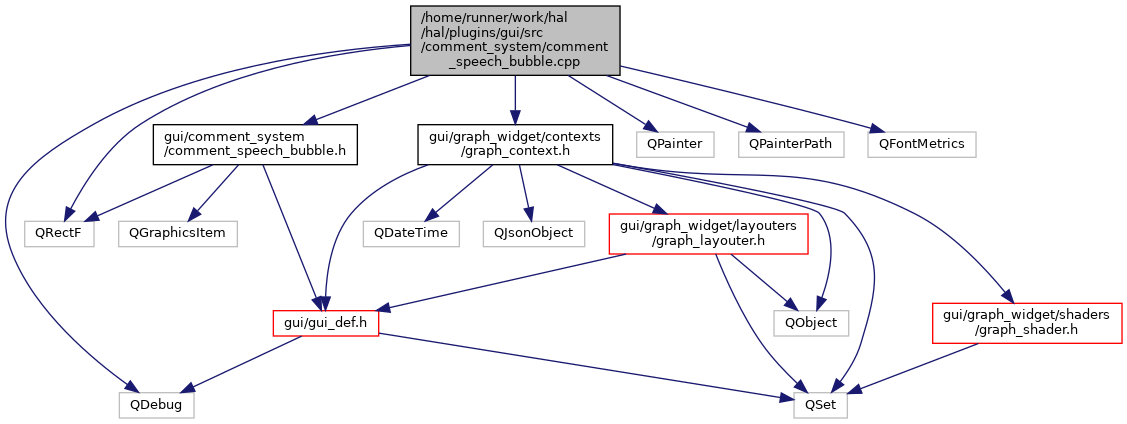 /home/runner/work/hal
/hal/plugins/gui/src
/comment_system/comment
_speech_bubble.cpp
gui/comment_system
/comment_speech_bubble.h
gui/graph_widget/contexts
/graph_context.h
QPainter
QPainterPath
QFontMetrics
QRectF
QGraphicsItem
QDateTime
QJsonObject
gui/graph_widget/layouters
/graph_layouter.h
gui/gui_def.h
QObject
gui/graph_widget/shaders
/graph_shader.h
QDebug
QSet